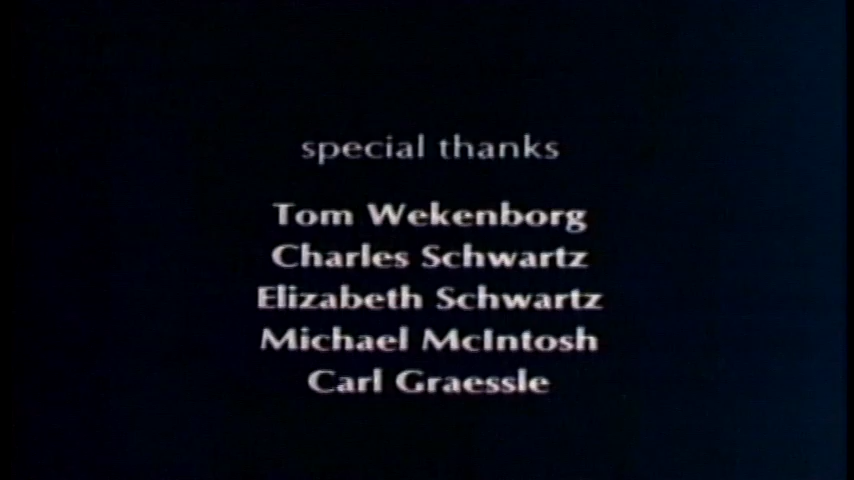 special thanks
Tom Wekenborg
Charles Schwartz
Elizabeth Schwartz
Michael McIntosh
Carl Graessle